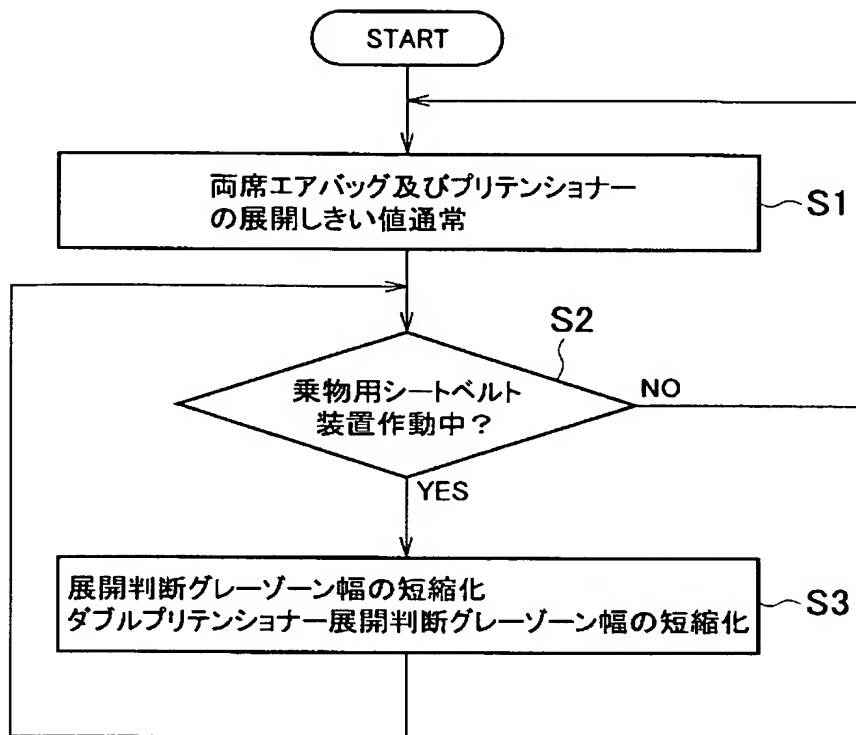 START
両席エアバッグ及びプリテンショナー
の展開しきい値通常
S1
S2
乗物用シートベルト
装置作動中？
NO
YES
展開判断グレーゾーン幅の短縮化
ダブルプリテンショナー展開判断グレーゾーン幅の短縮化
S3